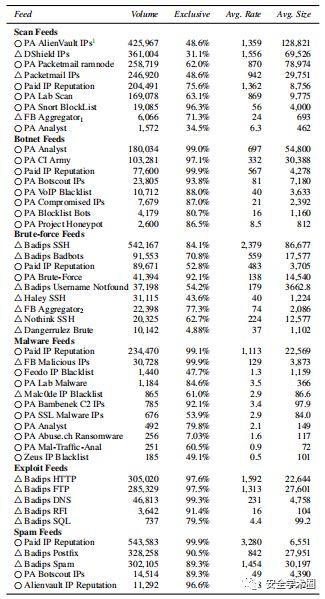 Feed Volume Exclusive Avg. Rate Avg. Size
Scan Feeds
○ PA AlienVault IPs¹ 425,967 48.6% 1,359 128,821
△ DShield IPs 361,004 31.1% 1,556 69,526
○ PA Packetmail ramnode 258,719 62.0% 870 78,974
△ Packetmail IPs 246,920 48.6% 942 29,751
○ Paid IP Reputation 204,491 75.6% 1,362 8,756
○ PA Lab Scan 169,078 63.1% 869 9,775
○ PA Snort BlockList 19,085 96.3% 56 4,000
△ FB Aggregator₁ 6,066 71.3% 24 693
○ PA Analyst 1,572 34.5% 6.3 462
Botnet Feeds
○ PA Analyst 180,034 99.0% 697 54,800
○ PA CI Army 103,281 97.1% 332 30,388
○ Paid IP Reputation 77,600 99.9% 567 4,278
○ PA Botscout IPs 23,805 93.8% 81 7,180
○ PA VoIP Blacklist 10,712 88.0% 40 3,633
○ PA Compromised IPs 7,679 87.0% 21 2,392
○ PA Blocklist Bots 4,179 80.7% 16 1,160
○ PA Project Honeypot 2,600 86.5% 8.5 812
Brute-force Feeds
△ Badips SSH 542,167 84.1% 2,379 86,677
△ Badips Badbots 91,553 70.8% 559 17,577
○ Paid IP Reputation 89,671 52.8% 483 3,705
○ PA Brute-Force 41,394 92.1% 138 14,540
△ Badips Username Notfound 37,198 54.2% 179 3662.8
△ Haley SSH 31,115 43.6% 40 1,224
△ FB Aggregator₂ 22,398 77.3% 74 2,086
△ Nothink SSH 20,325 62.7% 224 12,577
△ Dangerrulez Brute 10,142 4.88% 37 1,102
Malware Feeds
○ Paid IP Reputation 234,470 99.1% 1,113 22,569
△ FB Malicious IPs 30,728 99.9% 129 3,873
○ Feodo IP Blacklist 1,440 47.7% 1.3 1,159
○ PA Lab Malware 1,184 84.6% 3.5 366
△ Malc0de IP Blacklist 865 61.0% 2.9 86.6
○ PA Bambenek C2 IPs 785 92.1% 3.4 97.9
○ PA SSL Malware IPs 676 53.9% 2.9 84.0
○ PA Analyst 492 79.8% 2.1 149
○ PA Abuse.ch Ransomware 256 7.03% 1.6 117
○ PA Mal-Traffic-Anal 251 60.5% 0.9 72
○ Zeus IP Blacklist 185 49.1% 0.5 101
Exploit Feeds
△ Badips HTTP 305,020 97.6% 1,592 22,644
△ Badips FTP 285,329 97.5% 1,313 27,601
△ Badips DNS 46,813 99.3% 231 4,758
△ Badips RFI 3,642 91.4% 16 104
△ Badips SQL 737 79.5% 4.4 99.2
Spam Feeds
○ Paid IP Reputation 543,583 99.9% 3,280 6,551
△ Badips Postfix 328,258 90.5% 842 27,951
△ Badips Spam 302,105 89.3% 1,454 30,197
○ PA Botscout IPs 14,514 89.3% 49 4,390
○ Alienvault IP Reputation 11,292 96.6%
安全学术圈